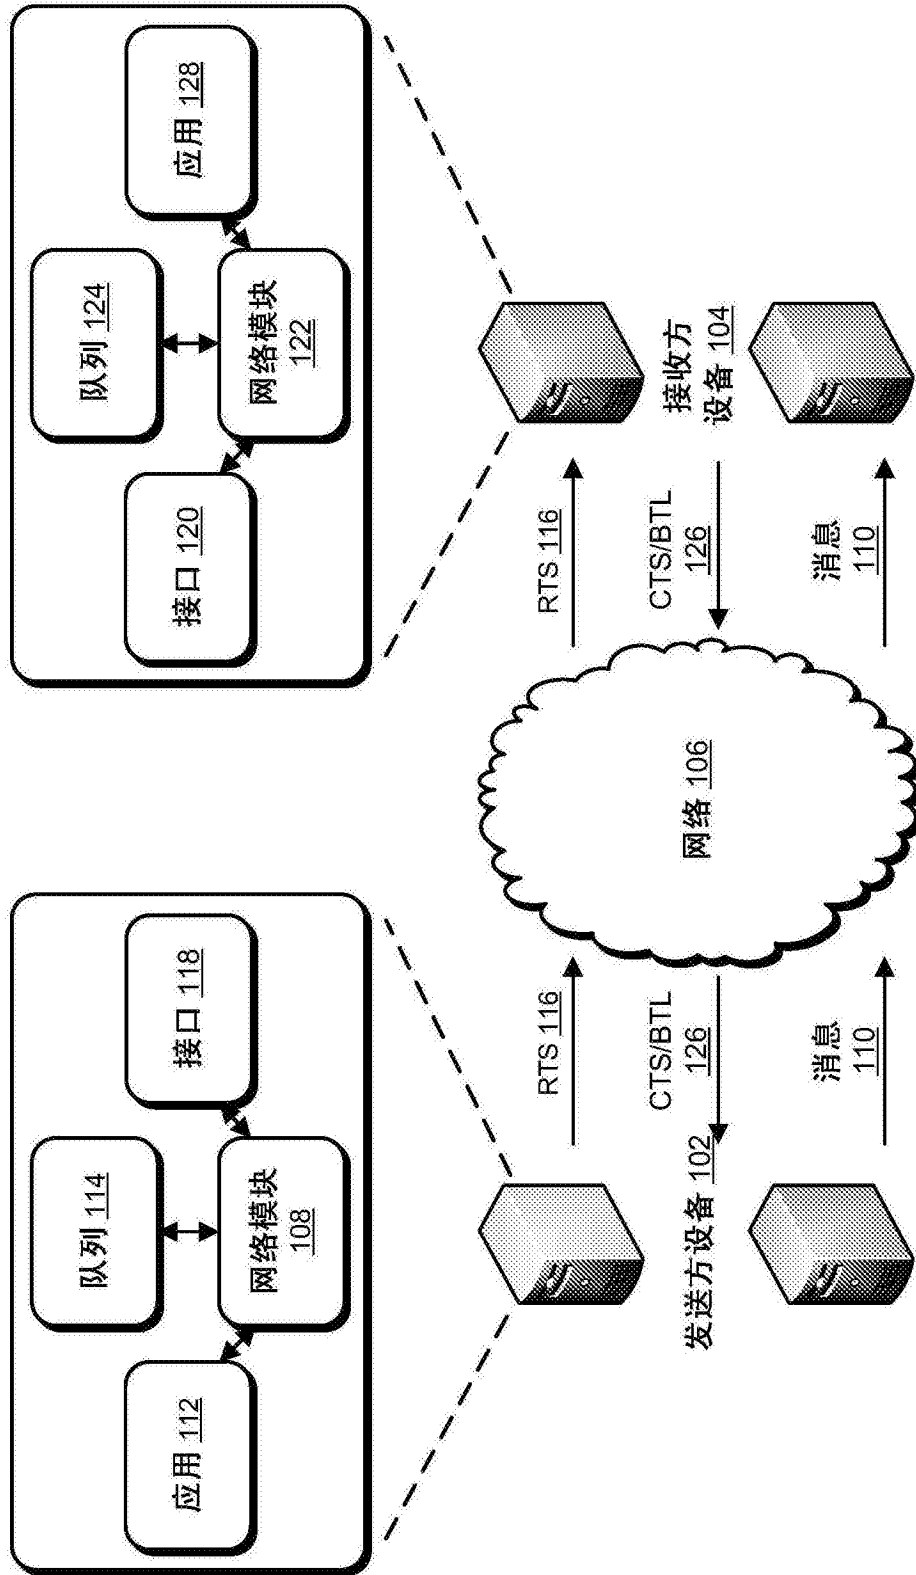 队列 114
应用 112
网络模块
108
接口 118
队列 124
接口 120
网络模块
122
应用 128
RTS 116
RTS 116
CTS/BTL
126
CTS/BTL
126
发送方设备 102
网络 106
接收方
设备 104
消息
110
消息
110